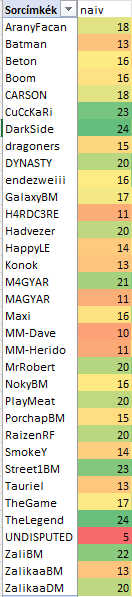 Sorcímkék naiv
AranyFacan 18
Batman 13
Beton 16
Boom 16
CARSON 18
CuCcKaRi 23
DarkSide 24
dragoners 15
DYNASTY 20
endezweiii 16
GalaxyBM 17
H4RDC3RE 11
Hadvezer 20
HappyLE 14
Konok 13
M4GYAR 21
MAGYAR 11
Maxi 16
MM-Dave 10
MM-Herido 11
MrRobert 20
NokyBM 16
PlayMeat 20
PorchapBM 15
RaizenRF 20
SmokeY 14
Street1BM 23
Tauriel 13
TheGame 17
TheLegend 24
UNDISPUTED 5
ZaliBM 22
ZalikaaBM 13
ZalikaaDM 20